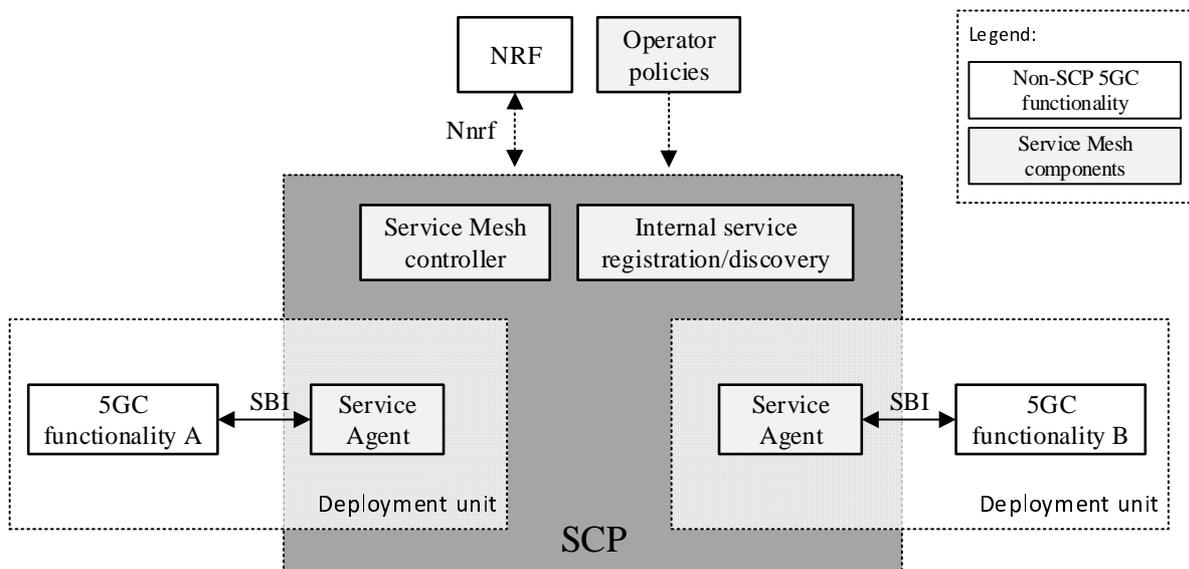 NRF
Operator
policies
Legend:
Non-SCP 5GC
functionality
Service Mesh
components
Nnrf
Service Mesh
controller
Internal service
registration/discovery
5GC
functionality A
SBI
Service
Agent
Deployment unit
Service
Agent
SBI
5GC
functionality B
Deployment unit
SCP